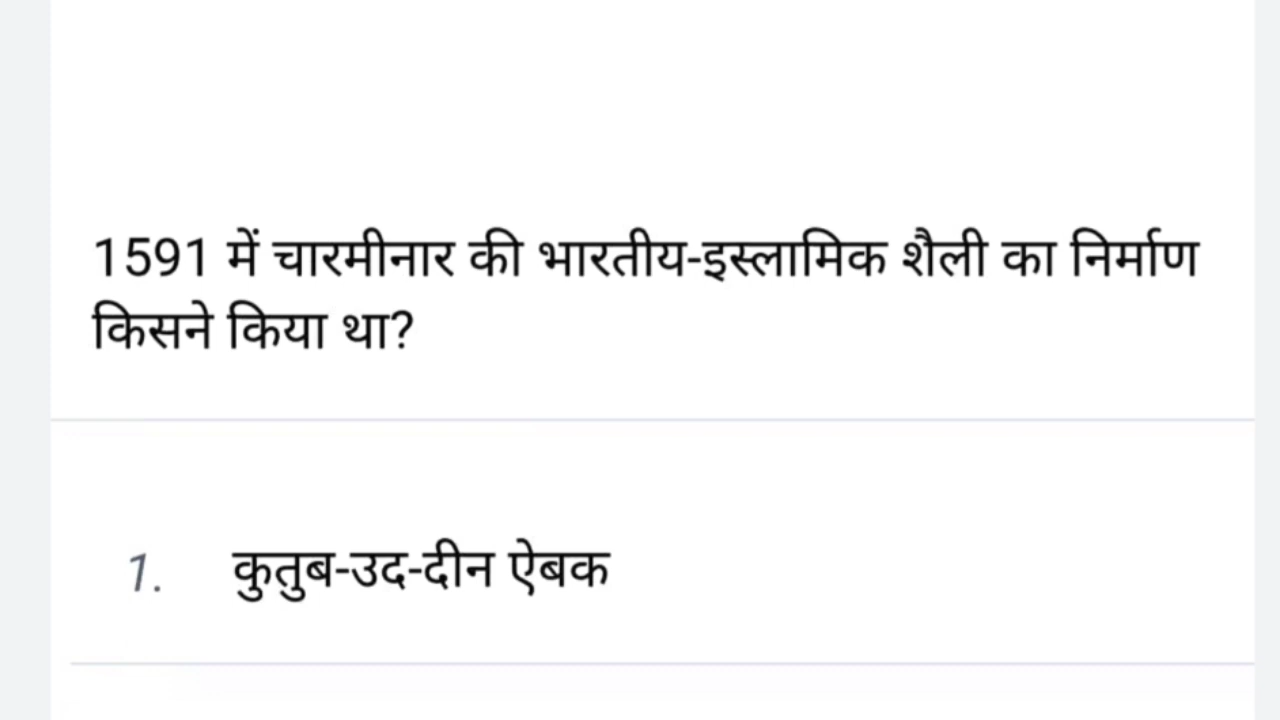 1591 में चारमीनार की भारतीय-इस्लामिक शैली का निर्माण
किसने किया था?
1. कुतुब-उद-दीन ऐबक